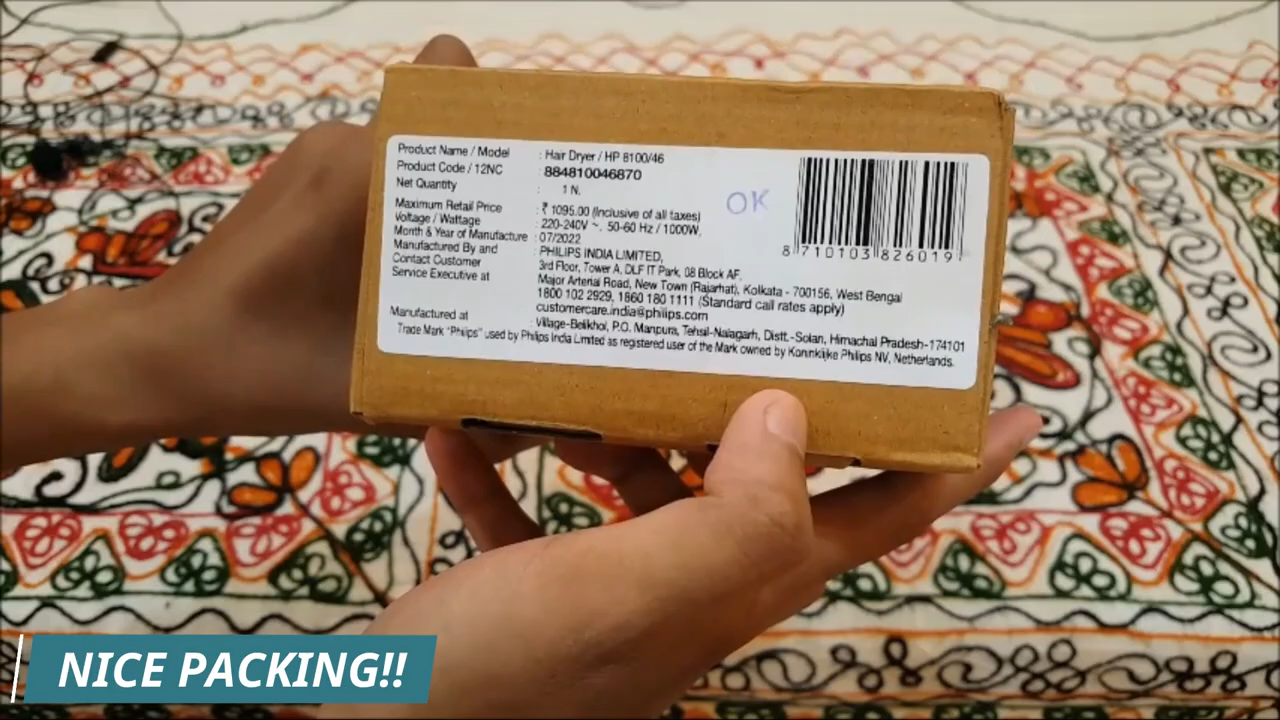 Product Name / Model : Hair Dryer / HP 8100/46
Product Code / 12NC : 884810046870
Net Quantity : 1 N.
Maximum Retail Price : ₹ 1095.00 (Inclusive of all taxes)
Voltage / Wattage : 220-240V ~, 50-60 Hz / 1000W,
Month & Year of Manufacture : 07/2022
Manufactured By and : PHILIPS INDIA LIMITED,
Contact Customer 3rd Floor, Tower A, DLF IT Park, 08 Block AF,
Service Executive at Major Arterial Road, New Town (Rajarhat), Kolkata - 700156, West Bengal
1800 102 2929, 1860 180 1111 (Standard call rates apply)
customercare.india@philips.com
Manufactured at : Village-Belikhol, P.O. Manpura, Tehsil-Nalagarh, Distt.-Solan, Himachal Pradesh-174101
Trade Mark "Philips" used by Philips India Limited as registered user of the Mark owned by Koninklijke Philips NV, Netherlands.
OK
8 710103 826019
NICE PACKING!!